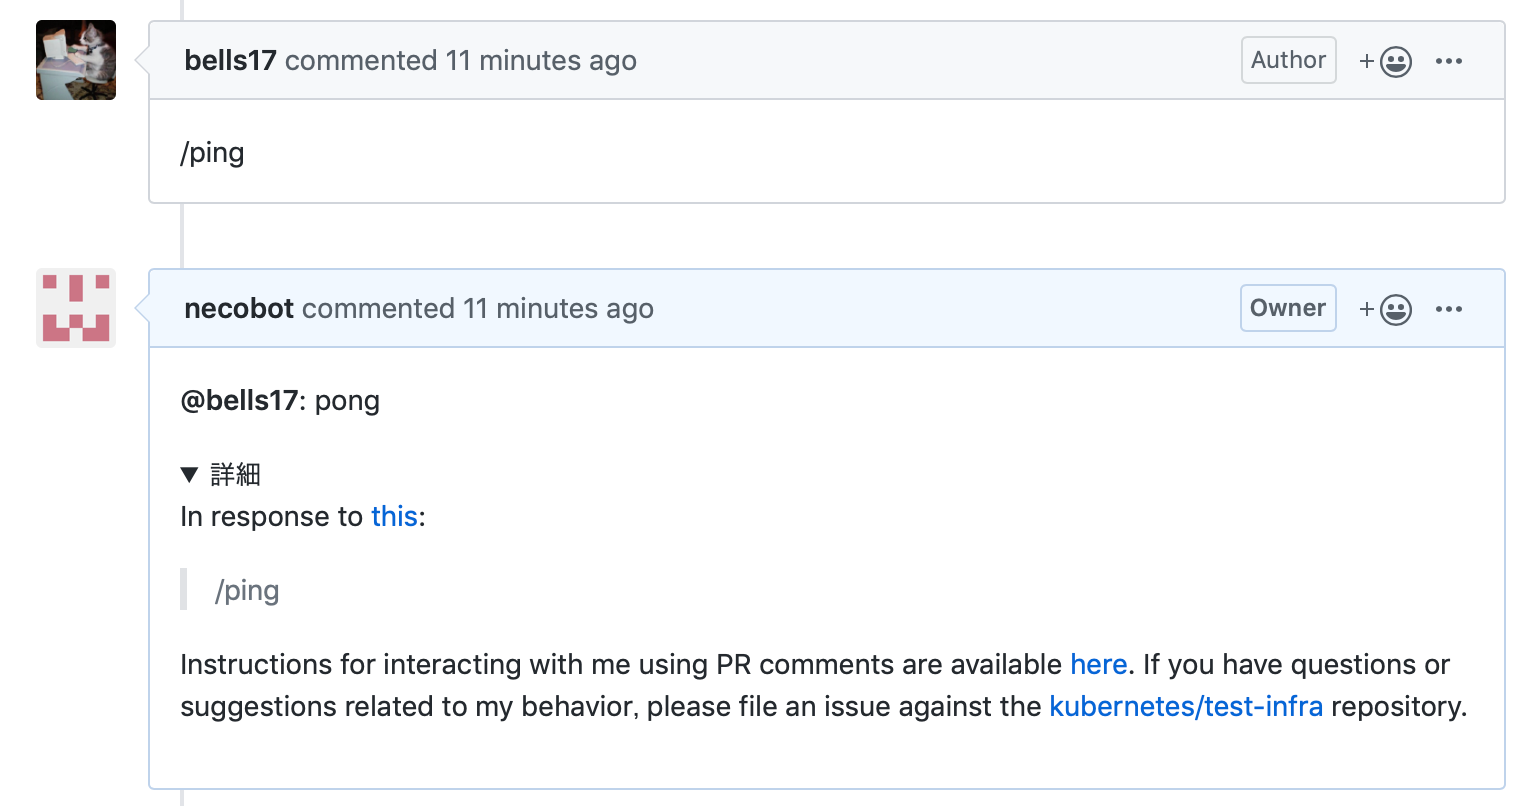 bells17 commented 11 minutes ago Author
/ping
necobot commented 11 minutes ago Owner
@bells17: pong
▼ 詳細
In response to this:
/ping
Instructions for interacting with me using PR comments are available here. If you have questions or
suggestions related to my behavior, please file an issue against the kubernetes/test-infra repository.